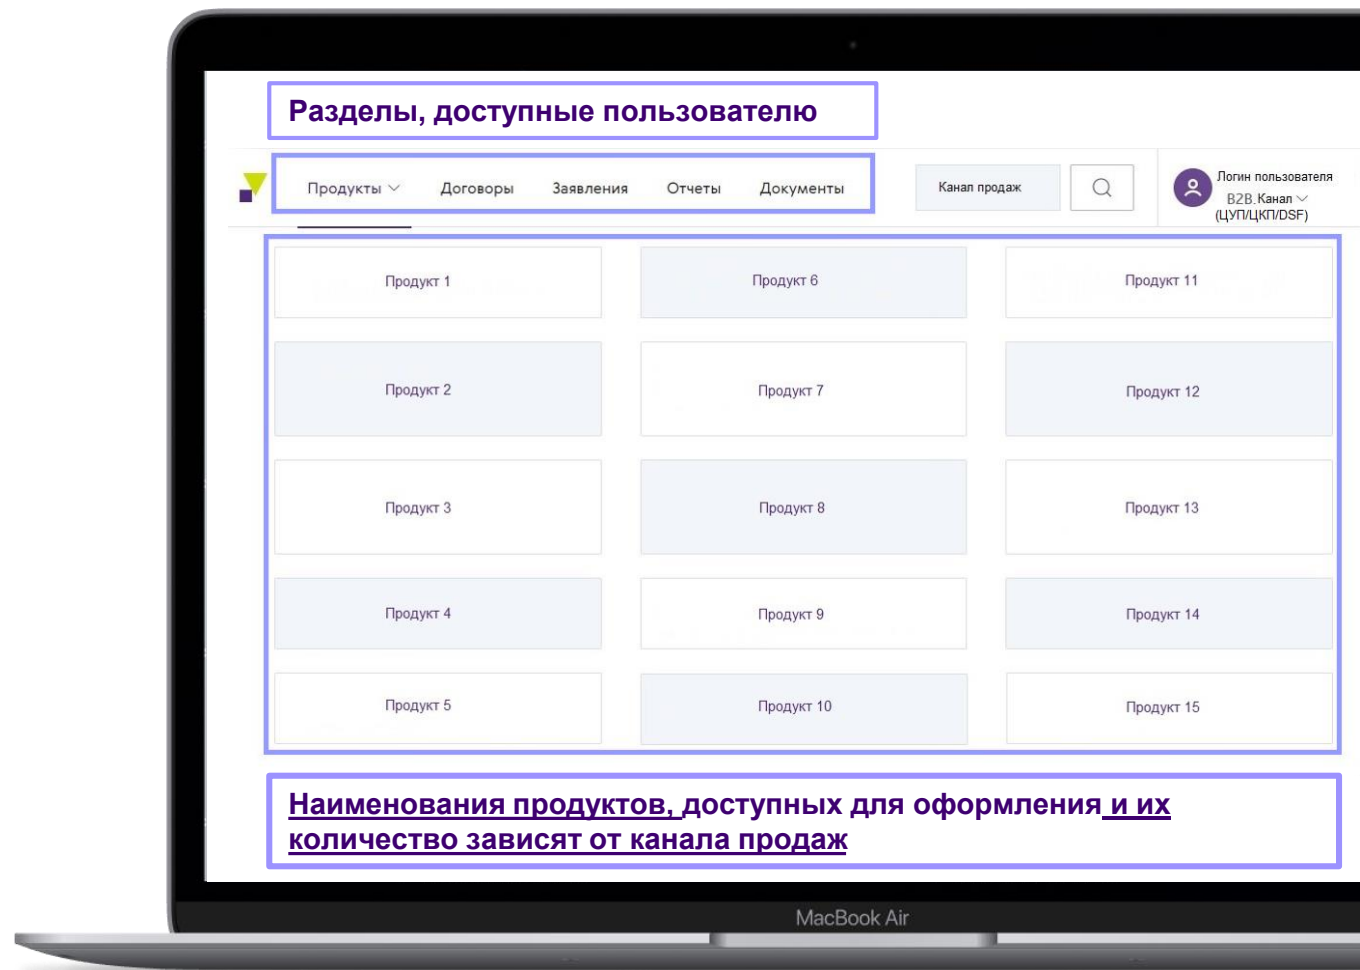 Разделы, доступные пользователю
Продукты Договоры Заявления Отчеты Документы Канал продаж Логин пользователя
B2B.Канал
(ЦУП/ЦКП/DSF)
Продукт 1 Продукт 6 Продукт 11
Продукт 2 Продукт 7 Продукт 12
Продукт 3 Продукт 8 Продукт 13
Продукт 4 Продукт 9 Продукт 14
Продукт 5 Продукт 10 Продукт 15
Наименования продуктов, доступных для оформления и их
количество зависят от канала продаж
MacBook Air